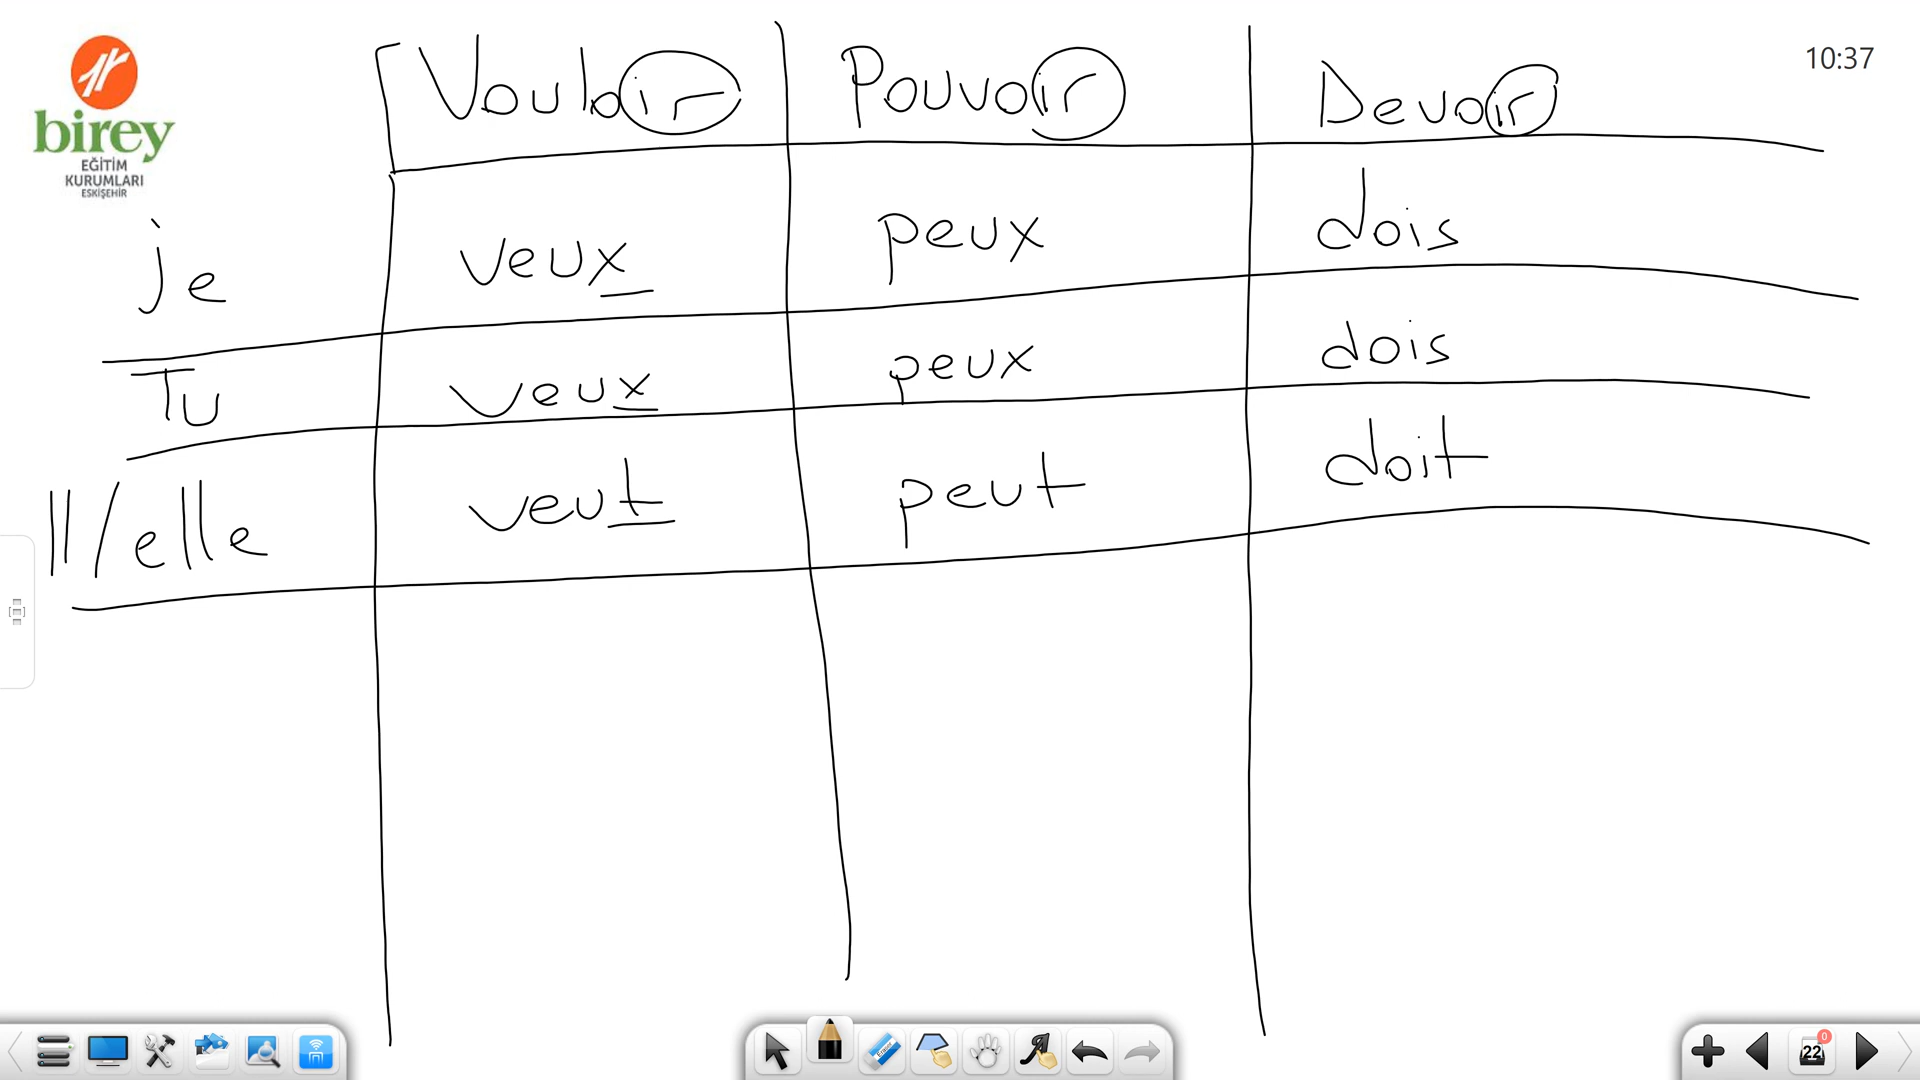 birey
EĞİTİM
KURUMLARI
ESKİŞEHİR
10:37
Vouloir Pouvoir Devoir
je veux peux dois
Tu veux peux dois
Il/elle veut peut doit
22
0